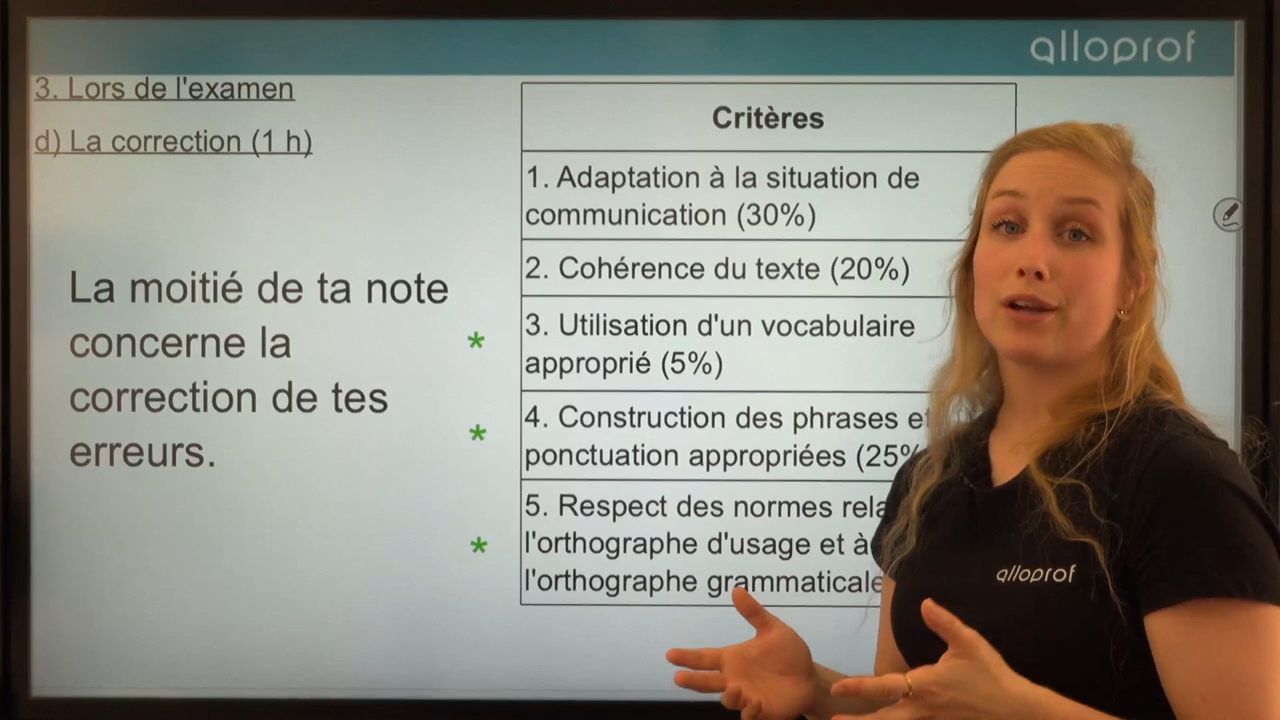 alloprof
3. Lors de l'examen
d) La correction (1 h)
La moitié de ta note
concerne la
correction de tes
erreurs.
Critères
1. Adaptation à la situation de
communication (30%)
2. Cohérence du texte (20%)
*
3. Utilisation d'un vocabulaire
approprié (5%)
*
4. Construction des phrases et
ponctuation appropriées (25%
*
5. Respect des normes
l'orthographe d'usage et à
l'orthographe grammaticale
alloprof